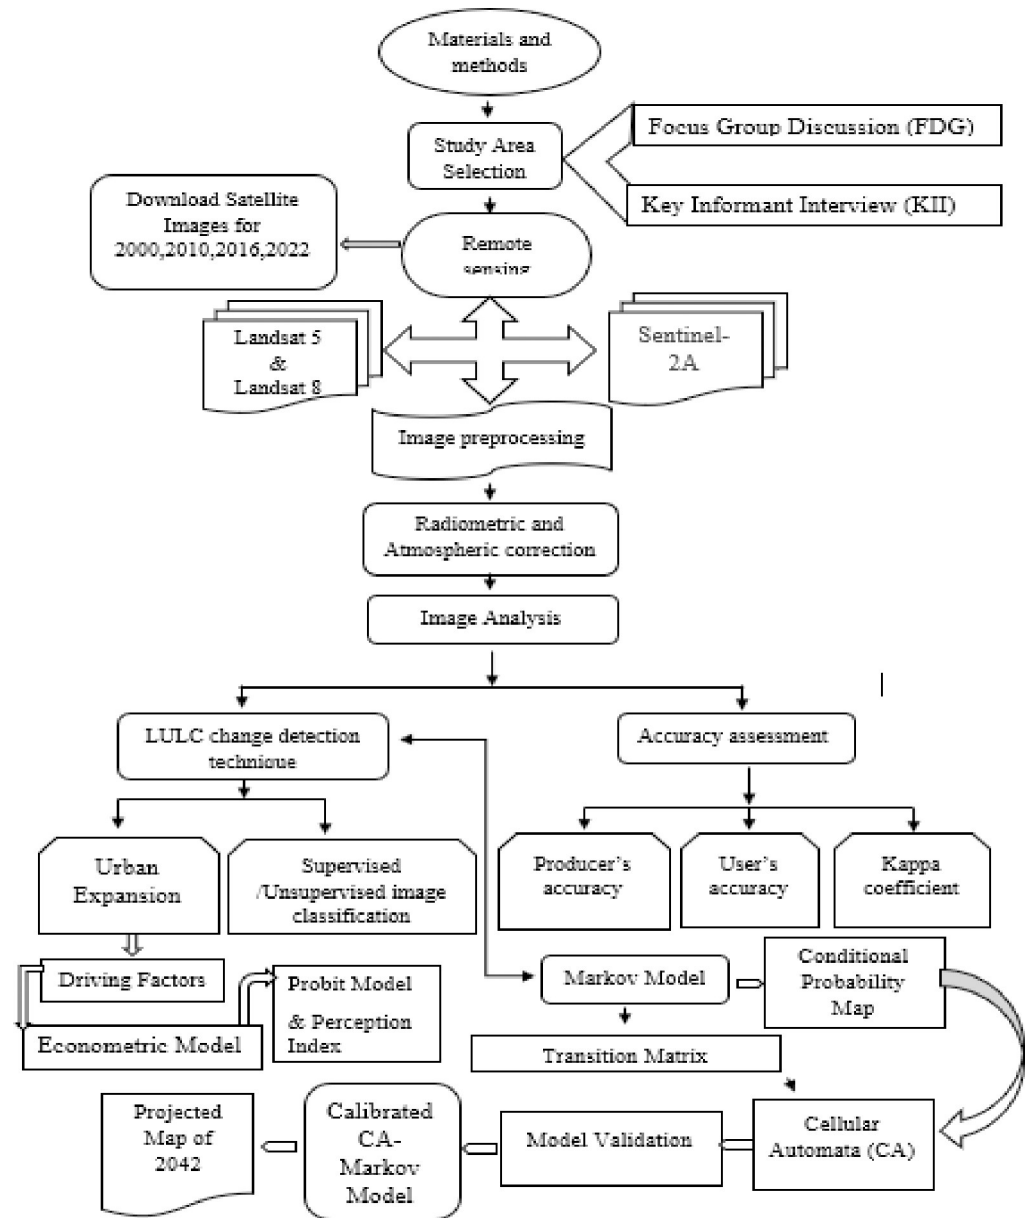 Materials and
methods
Study Area
Selection
Focus Group Discussion (FDG)
Key Informant Interview (KII)
Download Satellite
Images for
2000,2010,2016,2022
Remote
sensing
Landsat 5
&
Landsat 8
Sentinel-
2A
Image preprocessing
Radiometric and
Atmospheric correction
Image Analysis
LULC change detection
technique
Accuracy assessment
Urban
Expansion
Supervised
/Unsupervised image
classification
Producer's
accuracy
User's
accuracy
Kappa
coefficient
Driving Factors
Econometric Model
Probit Model
& Perception
Index
Markov Model
Conditional
Probability
Map
Transition Matrix
Projected
Map of
2042
Calibrated
CA-
Markov
Model
Model Validation
Cellular
Automata (CA)